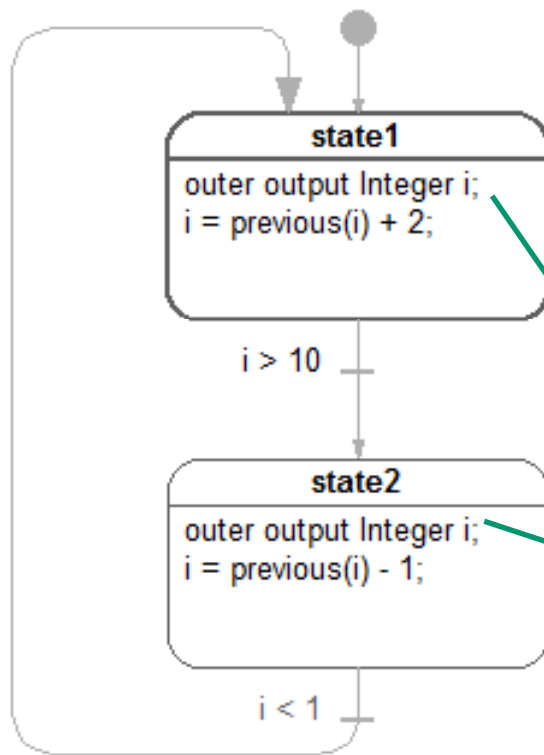 state1
outer output Integer i;
i = previous(i) + 2;
i > 10
state2
outer output Integer i;
i = previous(i) - 1;
i < 1